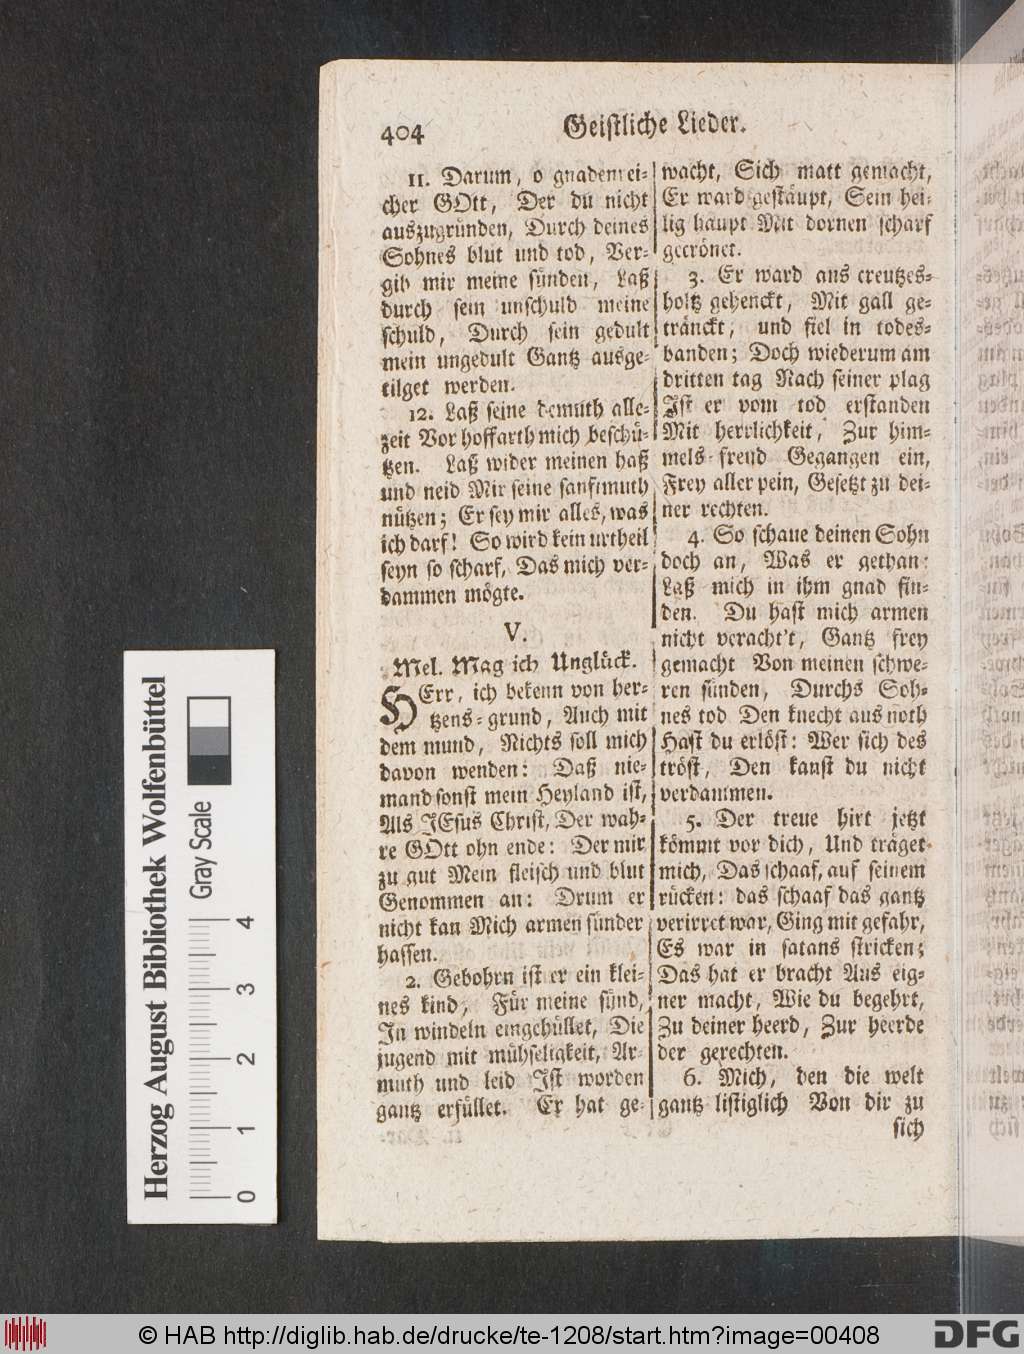 404
Geistliche Lieder.
11. Darum, o gnadenrei-
cher GOtt, Der du nicht
auszugründen, Durch deines
Sohnes blut und tod, Ver-
gib mir meine sünden, Laß
durch sein unschuld meine
schuld, Durch sein gedult
mein ungedult Gantz ausge-
tilget werden.
12. Laß seine demuth alle-
zeit Vor hoffarth mich beschü-
tzen. Laß wider meinen haß
und neid Mir seine sanftmuth
nützen; Er sey mir alles, was
ich darf! So wird kein urtheil
seyn so scharf, Das mich ver-
dammen mögte.
V.
Mel. Mag ich Unglück.
HErr, ich bekenn von her-
tzens-grund, Auch mit
dem mund, Nichts soll mich
davon wenden: Daß nie-
mand sonst mein Heyland ist,
Als JEsus Christ, Der wah-
re GOtt ohn ende: Der mir
zu gut Mein fleisch und blut
Genommen an: Drum er
nicht kan Mich armen sünder
hassen.
2. Gebohrn ist er ein klei-
nes kind, Für meine sünd,
In windeln eingehüllet, Die
jugend mit mühseligkeit, Ar-
muth und leid Ist worden
gantz erfüllet. Er hat ge-
wacht, Sich matt gemacht,
Er ward gestäupt, Sein hei-
lig haupt Mit dornen scharf
gecrönet.
3. Er ward ans creutzes-
holtz gehenckt, Mit gall ge-
tränckt, und fiel in todes-
banden; Doch wiederum am
dritten tag Nach seiner plag
Ist er vom tod erstanden
Mit herrlichkeit, Zur him-
mels-freud Gegangen ein,
Frey aller pein, Gesetzt zu dei-
ner rechten.
4. So schaue deinen Sohn
doch an, Was er gethan:
Laß mich in ihm gnad fin-
den. Du hast mich armen
nicht veracht't, Gantz frey
gemacht Von meinen schwe-
ren sünden, Durchs Soh-
nes tod Den knecht aus noth
Hast du erlöst: Wer sich des
tröst, Den kanst du nicht
verdammen.
5. Der treue hirt jetzt
kömmt vor dich, Und träget
mich, Das schaaf, auf seinem
rücken: das schaaf das gantz
verirret war, Ging mit gefahr,
Es war in satans stricken;
Das hat er bracht Aus eig-
ner macht, Wie du begehrt,
Zu deiner heerd, Zur heerde
der gerechten.
6. Mich, den die welt
gantz listiglich Von dir zu
sich
Herzog August Bibliothek Wolfenbüttel
Gray Scale
0 1 2 3 4
© HAB http://diglib.hab.de/drucke/te-1208/start.htm?image=00408
DFG